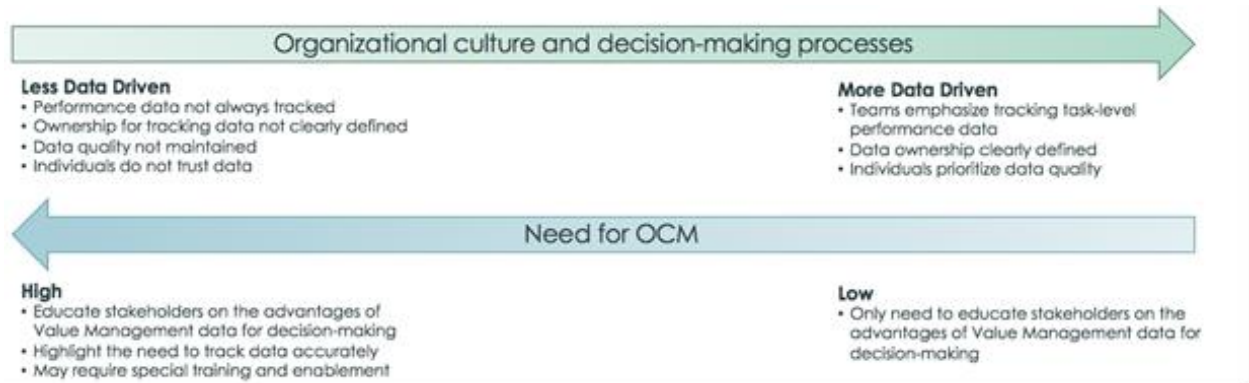 Organizational culture and decision-making processes
Less Data Driven
• Performance data not always tracked
• Ownership for tracking data not clearly defined
• Data quality not maintained
• Individuals do not trust data
More Data Driven
• Teams emphasize tracking task-level
performance data
• Data ownership clearly defined
• Individuals prioritize data quality
Need for OCM
High
• Educate stakeholders on the advantages of
Value Management data for decision-making
• Highlight the need to track data accurately
• May require special training and enablement
Low
• Only need to educate stakeholders on the
advantages of Value Management data for
decision-making